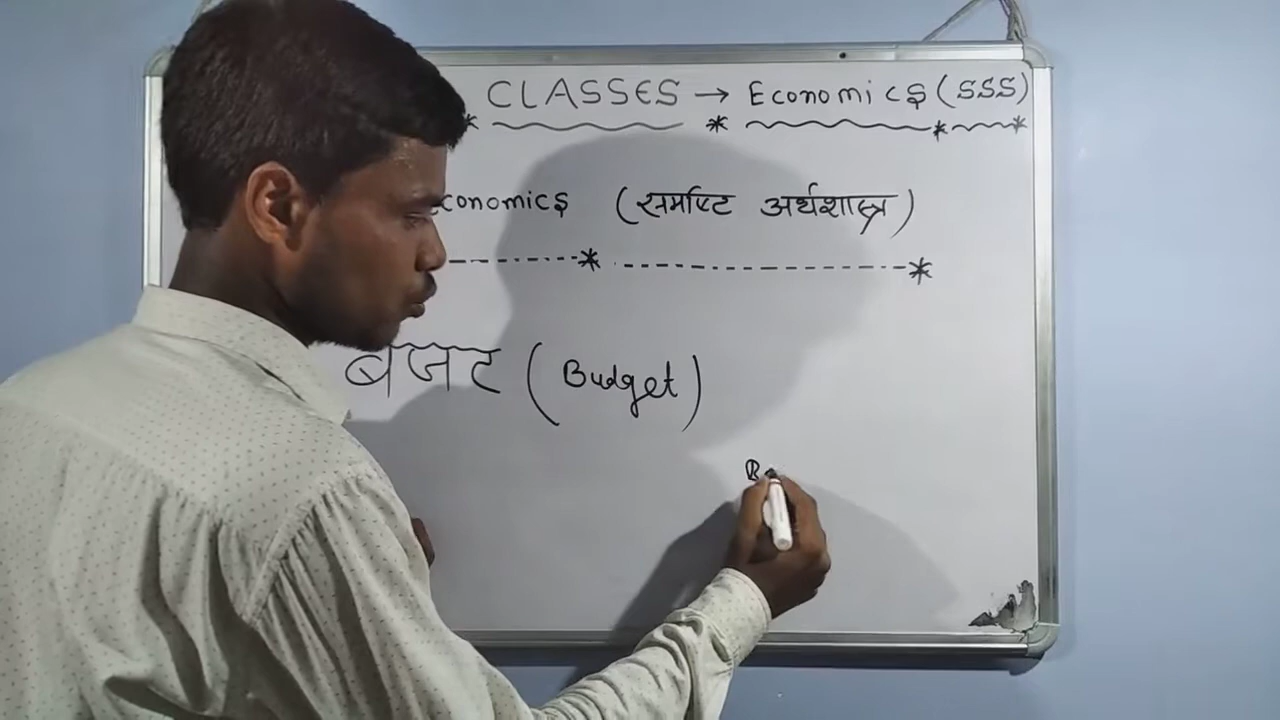 CLASSES → Economics (SSS)
conomics (समष्टि अर्थशास्त्र)
बजट (Budget)
B